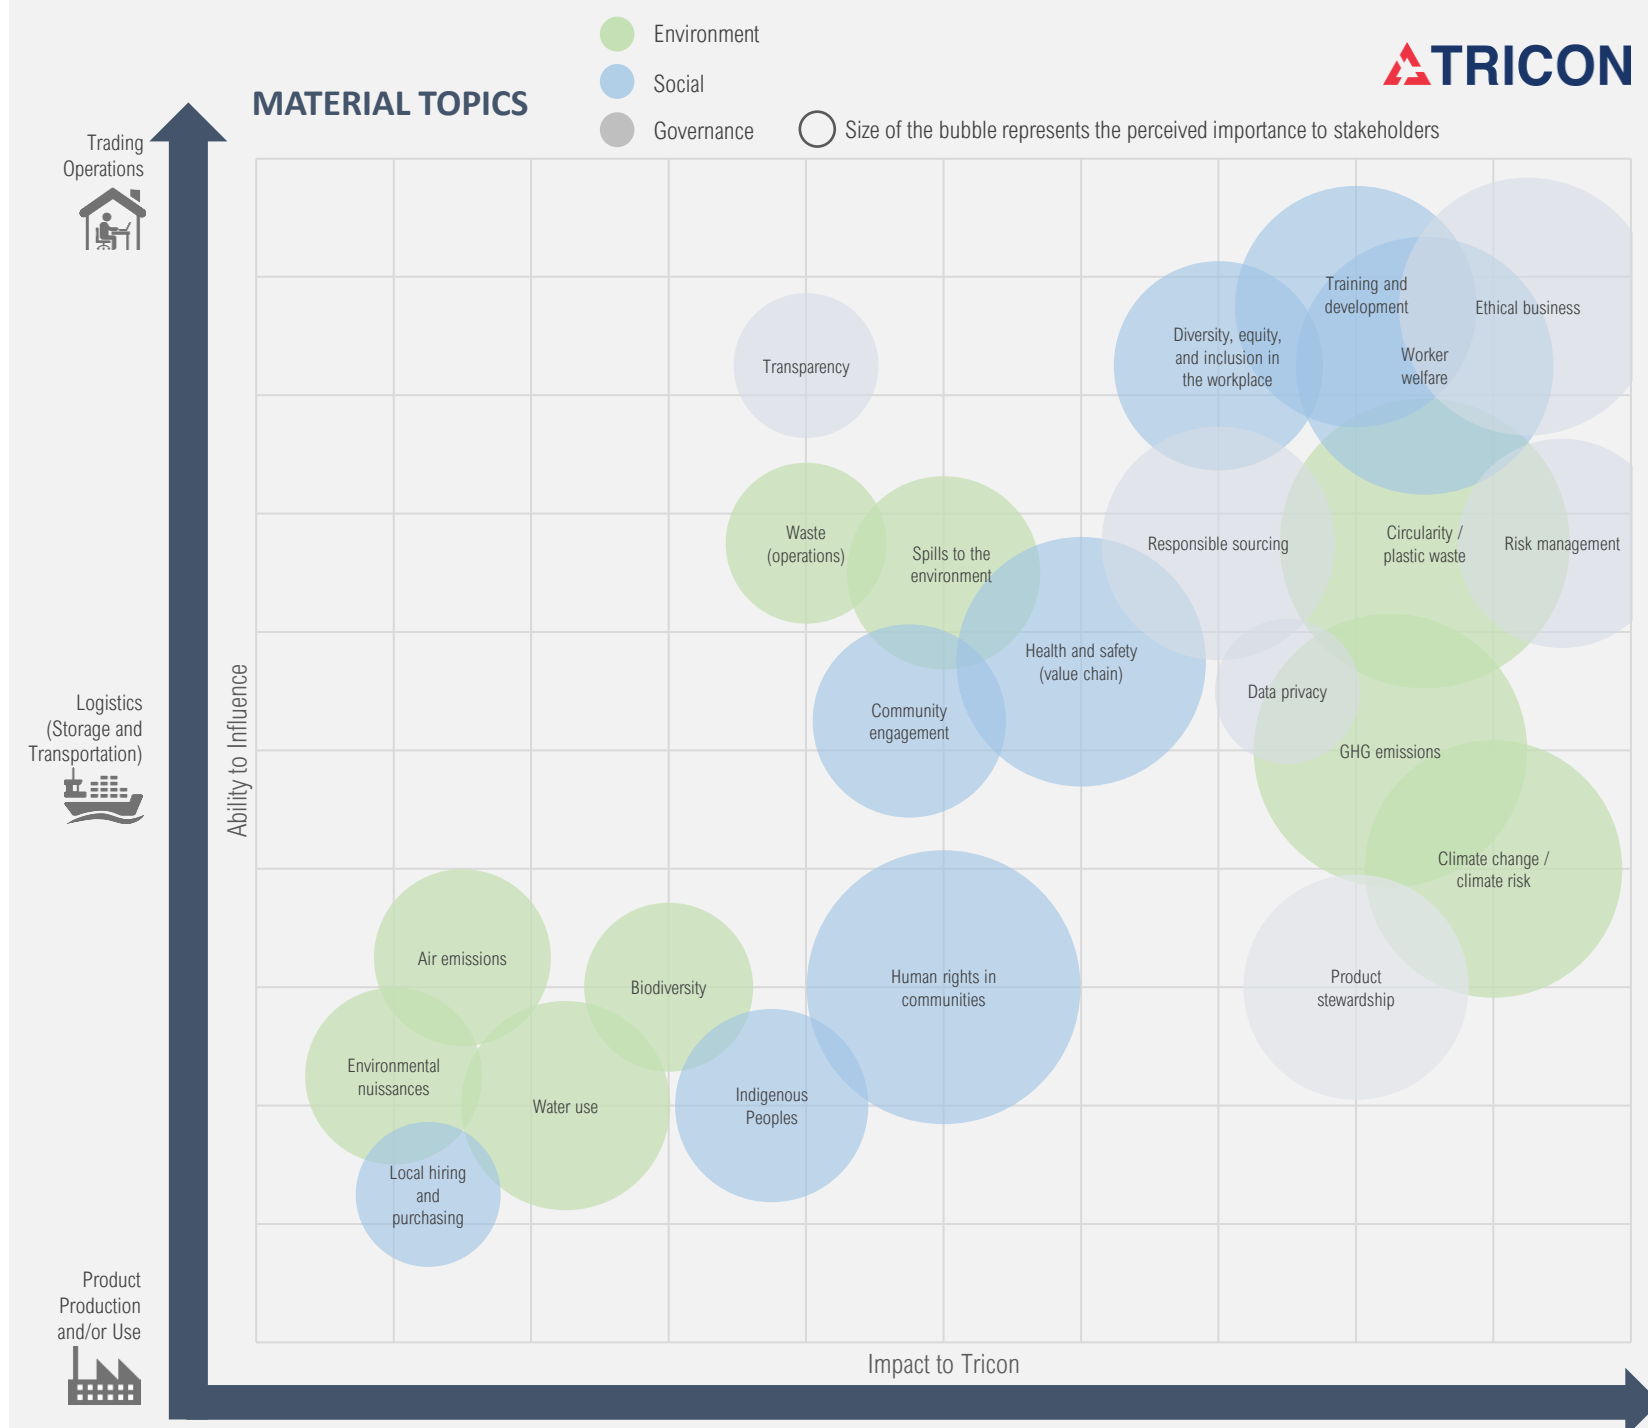 Environment
TRICON
Social
MATERIAL TOPICS
Governance
Size of the bubble represents the perceived importance to stakeholders
Trading
Operations
Logistics
(Storage and
Transportation)
Product
Production
and/or Use
Ability to Influence
Impact to Tricon
Training and
development
Ethical business
Diversity, equity,
and inclusion in
the workplace
Worker
welfare
Transparency
Waste
(operations)
Spills to the
environment
Responsible sourcing
Circularity /
plastic waste
Risk management
Health and safety
(value chain)
Data privacy
Community
engagement
GHG emissions
Climate change /
climate risk
Air emissions
Biodiversity
Human rights in
communities
Product
stewardship
Environmental
nuissances
Water use
Indigenous
Peoples
Local hiring
and
purchasing